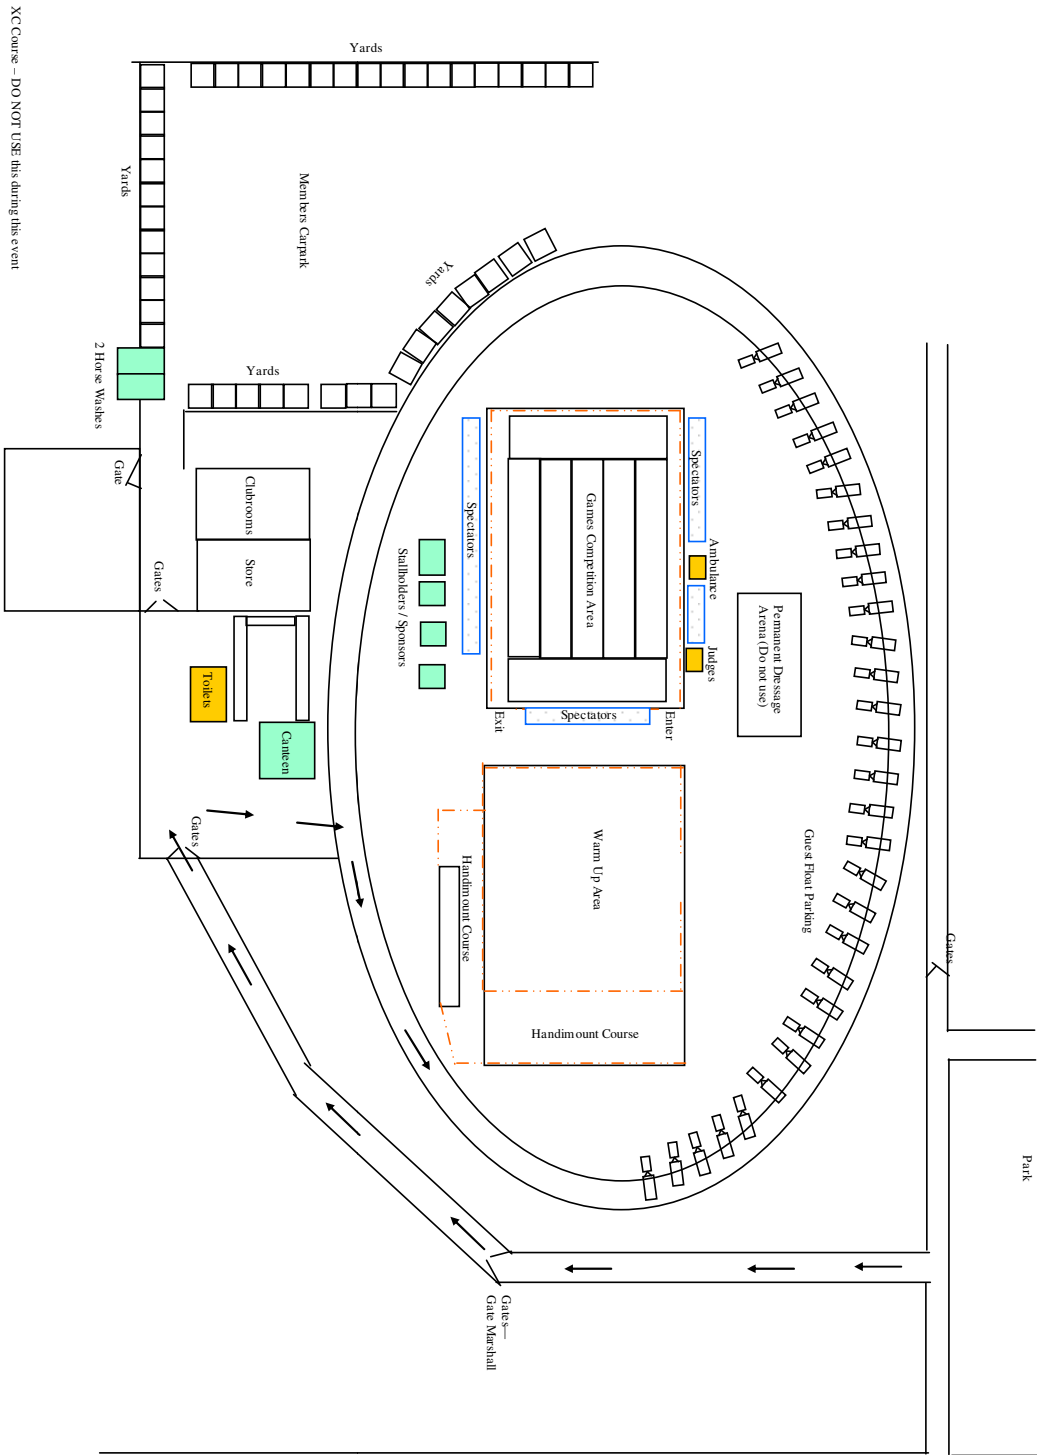 XC Course – DO NOT USE this during this event
Yards
Yards
Members Carpark
Yards
2 Horse Washes
Yards
Gate
Clubrooms
Gates
Store
Spectators
Stallholders / Sponsors
Games Competition Area
Spectators
Ambulance
Judges
Permanent Dressage
Arena (Do not use)
Toilets
Canteen
Exit
Spectators
Enter
Gates
Handimount Course
Warm Up Area
Guest Float Parking
Gates
Handimount Course
Park
Gates—
Gate Marshall